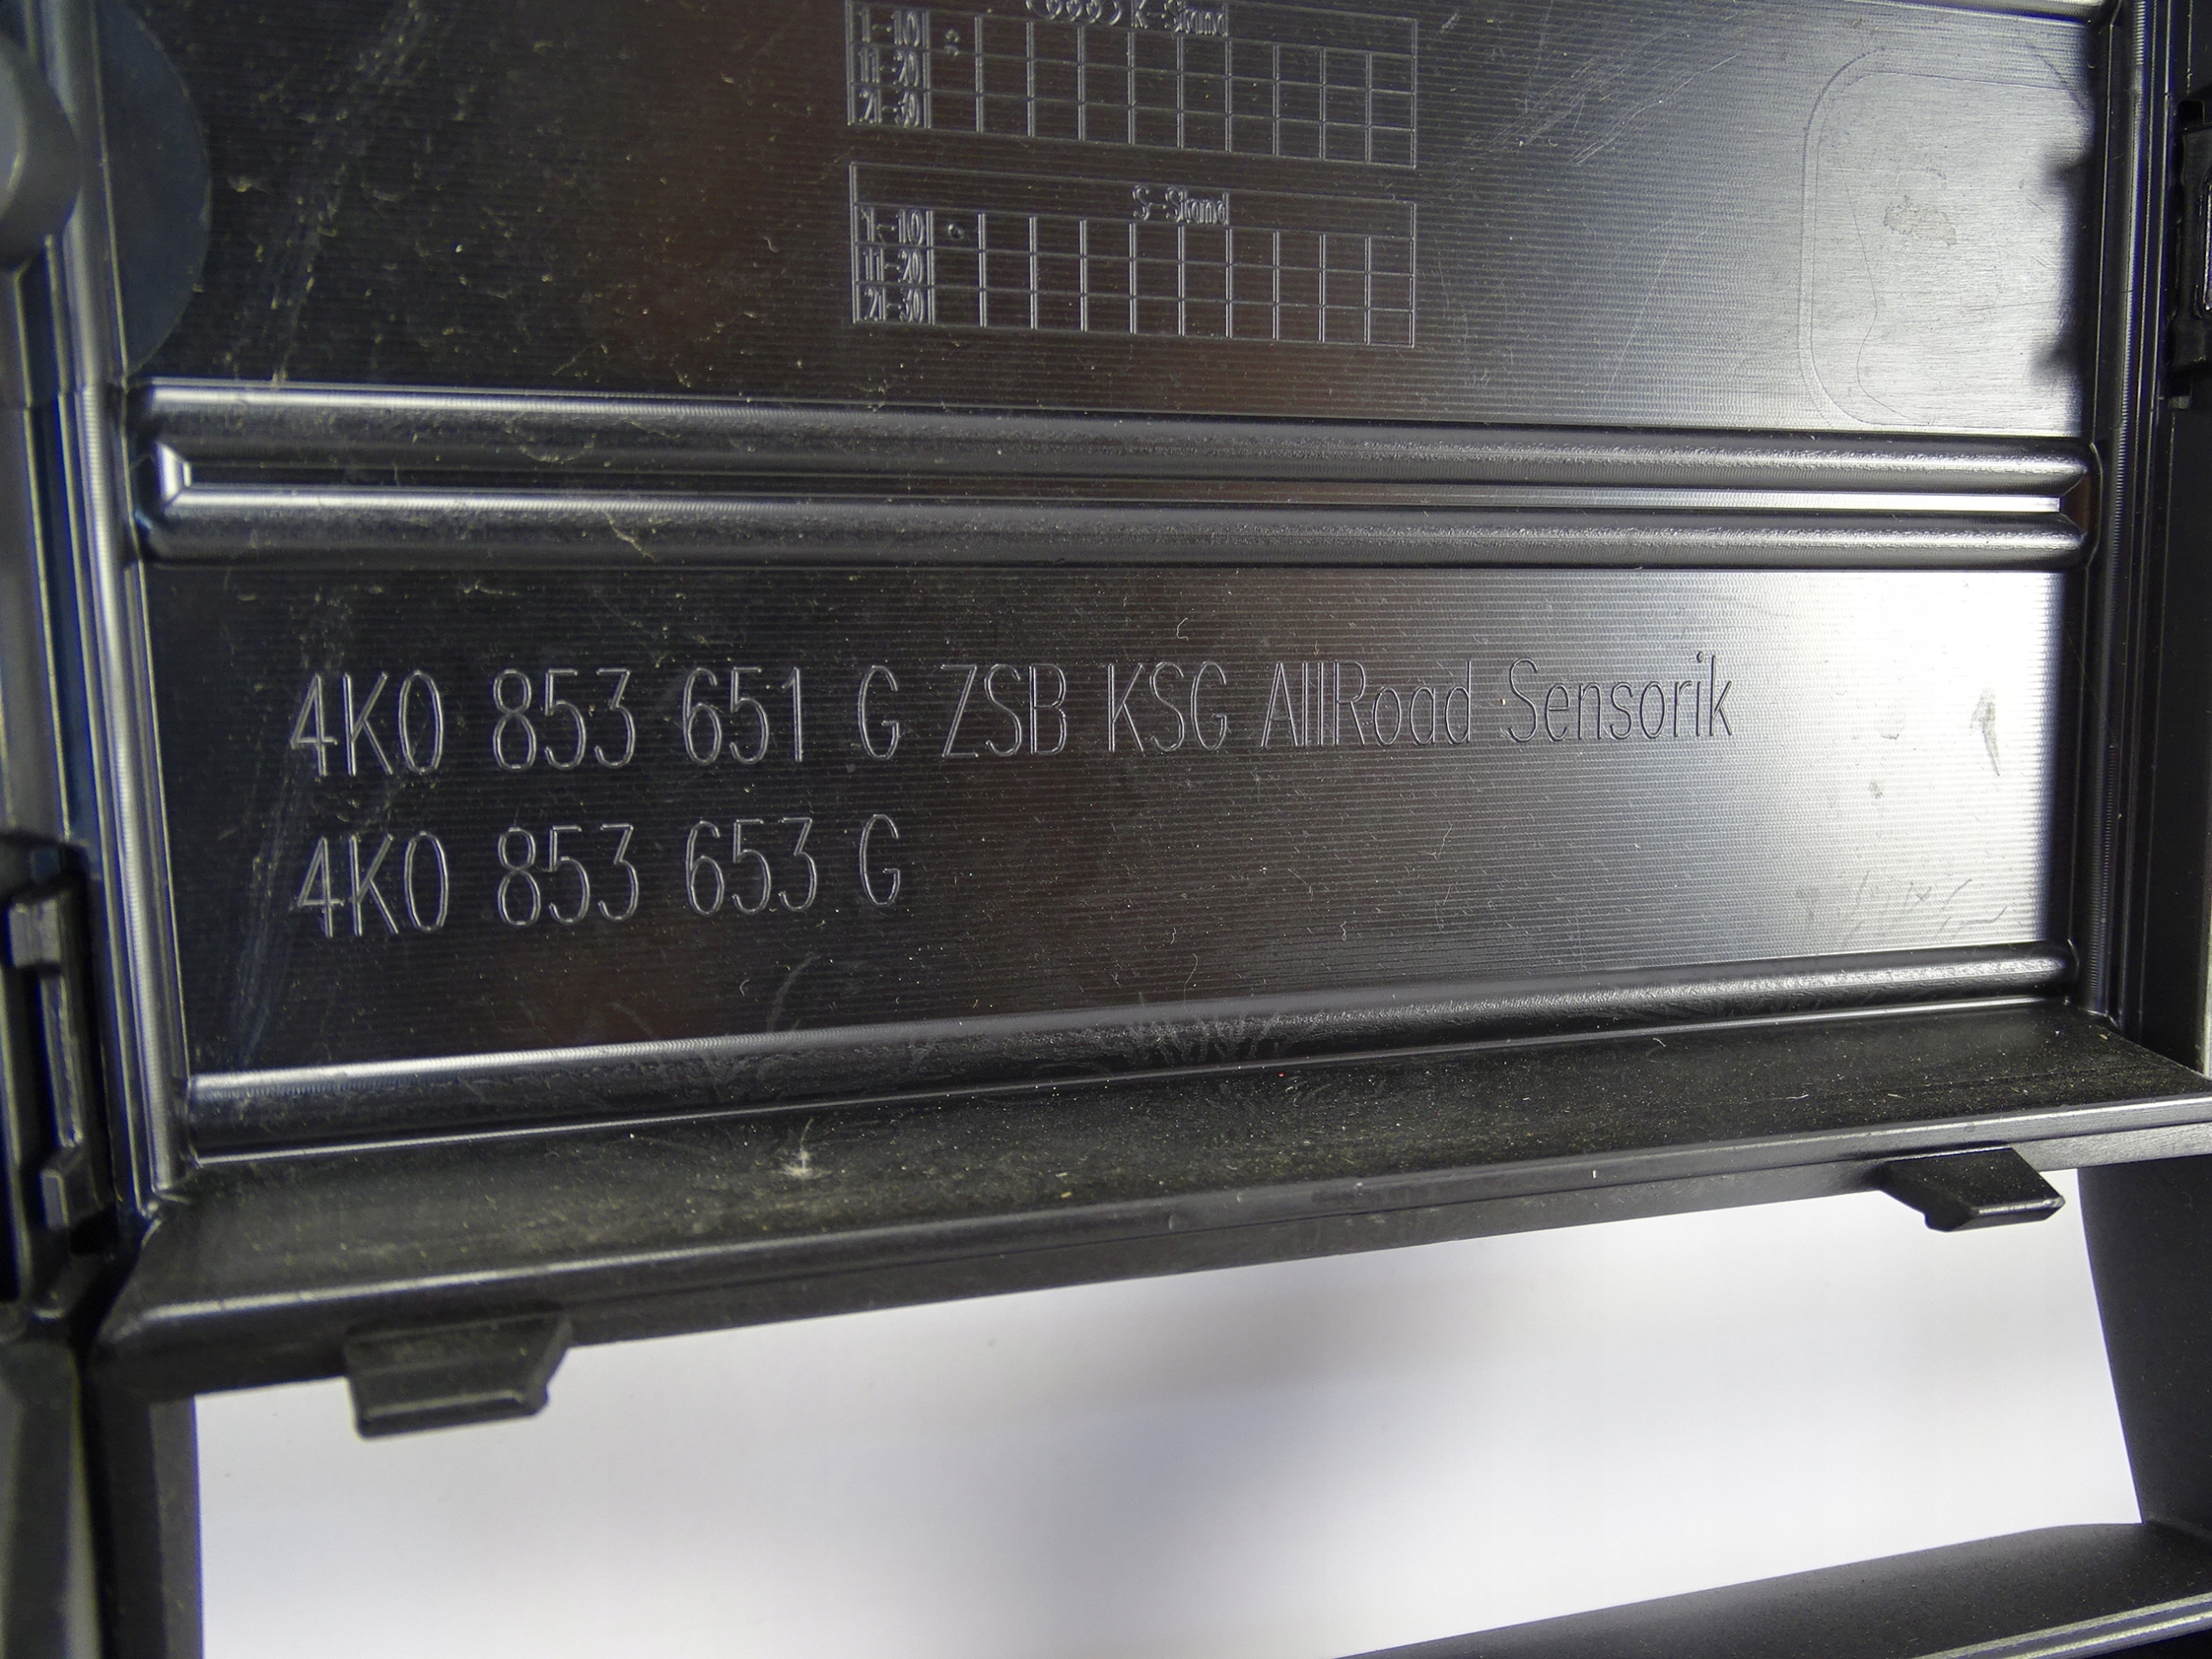 K-Stand
1-10
11-20
21-30
S-Stand
1-10
11-20
21-30
4K0 853 651 G ZSB KSG AllRoad Sensorik
4K0 853 653 G